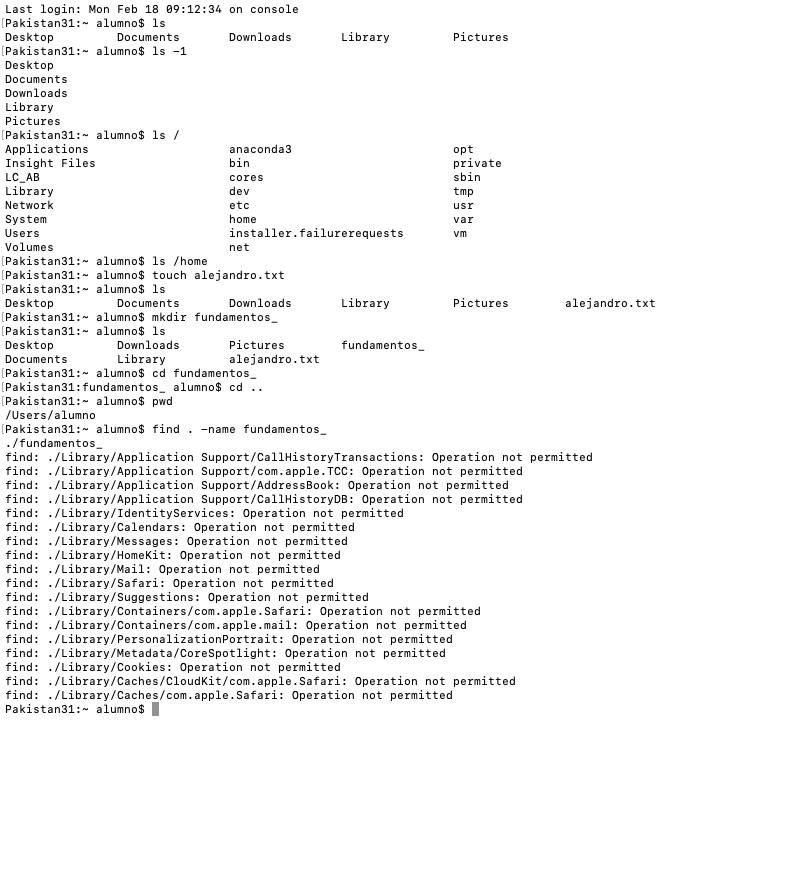 Last login: Mon Feb 18 09:12:34 on console
[Pakistan31:~ alumno$ ls
Desktop Documents Downloads Library Pictures
[Pakistan31:~ alumno$ ls -1
Desktop
Documents
Downloads
Library
Pictures
[Pakistan31:~ alumno$ ls /
Applications anaconda3 opt
Insight Files bin private
LC_AB cores sbin
Library dev tmp
Network etc usr
System home var
Users installer.failurerequests vm
Volumes net
[Pakistan31:~ alumno$ ls /home
[Pakistan31:~ alumno$ touch alejandro.txt
[Pakistan31:~ alumno$ ls
Desktop Documents Downloads Library Pictures alejandro.txt
[Pakistan31:~ alumno$ mkdir fundamentos_
[Pakistan31:~ alumno$ ls
Desktop Downloads Pictures fundamentos_
Documents Library alejandro.txt
[Pakistan31:~ alumno$ cd fundamentos_
[Pakistan31:fundamentos_ alumno$ cd ..
[Pakistan31:~ alumno$ pwd
/Users/alumno
[Pakistan31:~ alumno$ find . -name fundamentos_
./fundamentos_
find: ./Library/Application Support/CallHistoryTransactions: Operation not permitted
find: ./Library/Application Support/com.apple.TCC: Operation not permitted
find: ./Library/Application Support/AddressBook: Operation not permitted
find: ./Library/Application Support/CallHistoryDB: Operation not permitted
find: ./Library/IdentityServices: Operation not permitted
find: ./Library/Calendars: Operation not permitted
find: ./Library/Messages: Operation not permitted
find: ./Library/HomeKit: Operation not permitted
find: ./Library/Mail: Operation not permitted
find: ./Library/Safari: Operation not permitted
find: ./Library/Suggestions: Operation not permitted
find: ./Library/Containers/com.apple.Safari: Operation not permitted
find: ./Library/Containers/com.apple.mail: Operation not permitted
find: ./Library/PersonalizationPortrait: Operation not permitted
find: ./Library/Metadata/CoreSpotlight: Operation not permitted
find: ./Library/Cookies: Operation not permitted
find: ./Library/Caches/CloudKit/com.apple.Safari: Operation not permitted
find: ./Library/Caches/com.apple.Safari: Operation not permitted
Pakistan31:~ alumno$